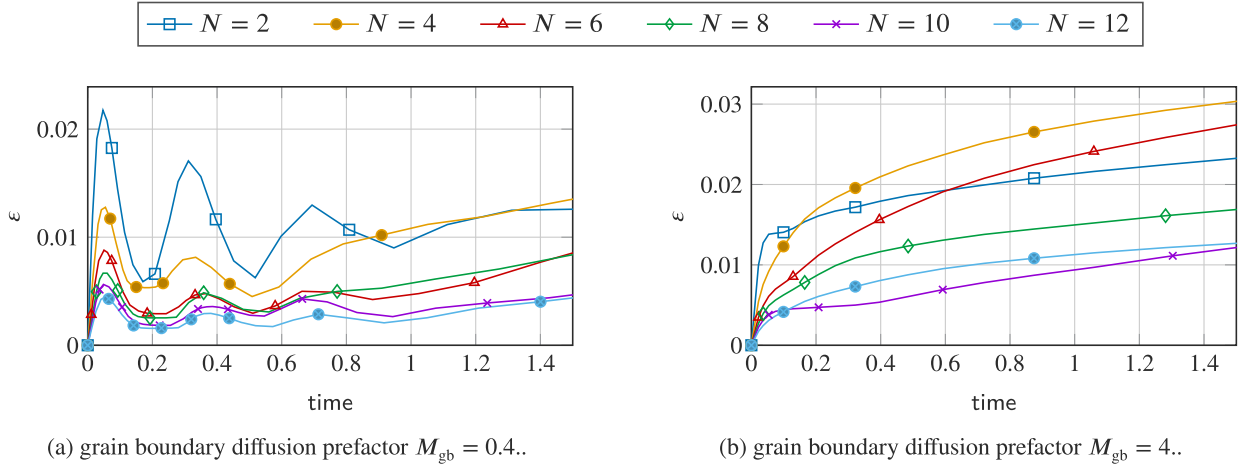 N = 2 N = 4 N = 6 N = 8 N = 10 N = 12
0.02
0.01
0
ε
0 0.2 0.4 0.6 0.8 1 1.2 1.4
time
(a) grain boundary diffusion prefactor M_gb = 0.4..
0.03
0.02
0.01
0
ε
0 0.2 0.4 0.6 0.8 1 1.2 1.4
time
(b) grain boundary diffusion prefactor M_gb = 4..